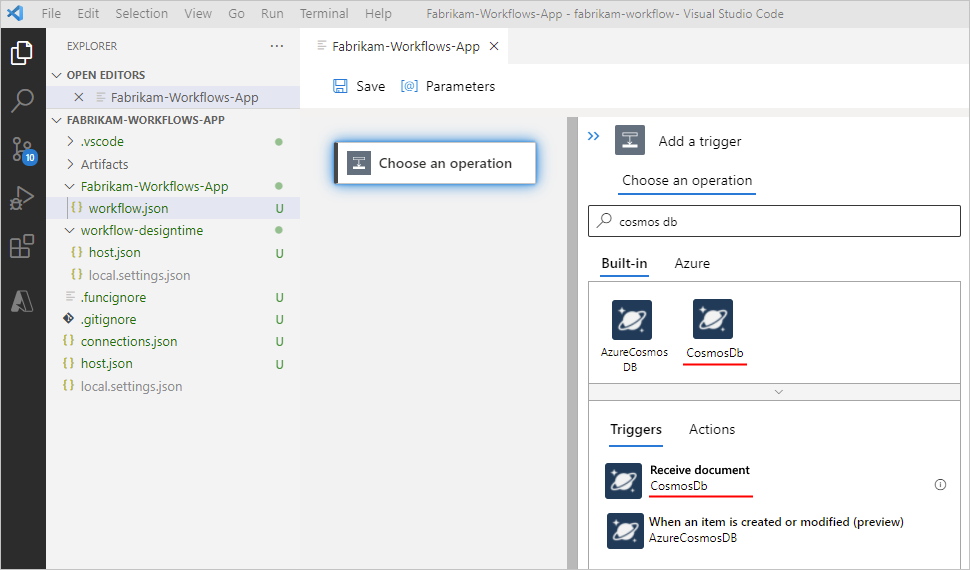 File Edit Selection View Go Run Terminal Help Fabrikam-Workflows-App - fabrikam-workflow- Visual Studio Code
EXPLORER ...
OPEN EDITORS
Fabrikam-Workflows-App
FABRIKAM-WORKFLOWS-APP
.vscode
Artifacts
Fabrikam-Workflows-App
{} workflow.json U
workflow-designtime
{} host.json U
{} local.settings.json
.funcignore U
.gitignore U
{} connections.json U
{} host.json U
{} local.settings.json
10
Fabrikam-Workflows-App
Save [@] Parameters
Choose an operation
Add a trigger
Choose an operation
cosmos db
Built-in Azure
AzureCosmos
DB
CosmosDb
Triggers Actions
Receive document
CosmosDb
When an item is created or modified (preview)
AzureCosmosDB